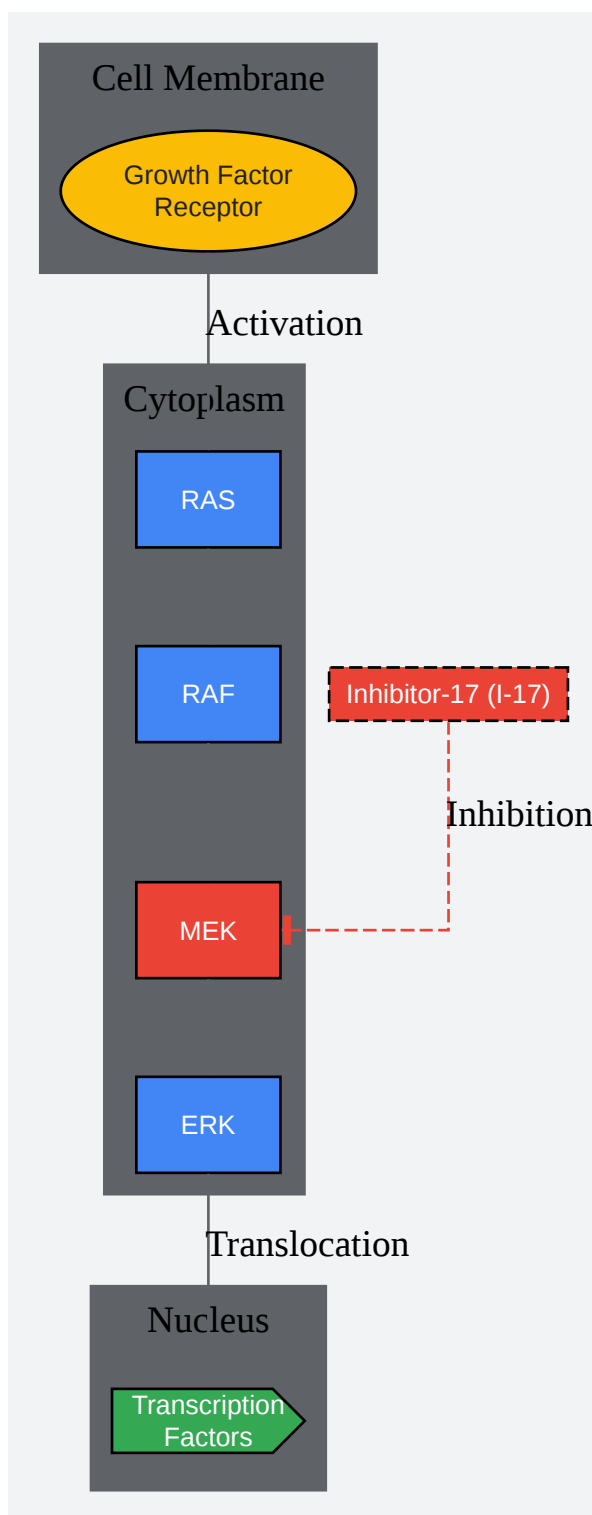 Cell Membrane
Growth Factor
Receptor
Activation
Cytoplasm
RAS
RAF
Inhibitor-17 (I-17)
Inhibition
MEK
ERK
Translocation
Nucleus
Transcription
Factors